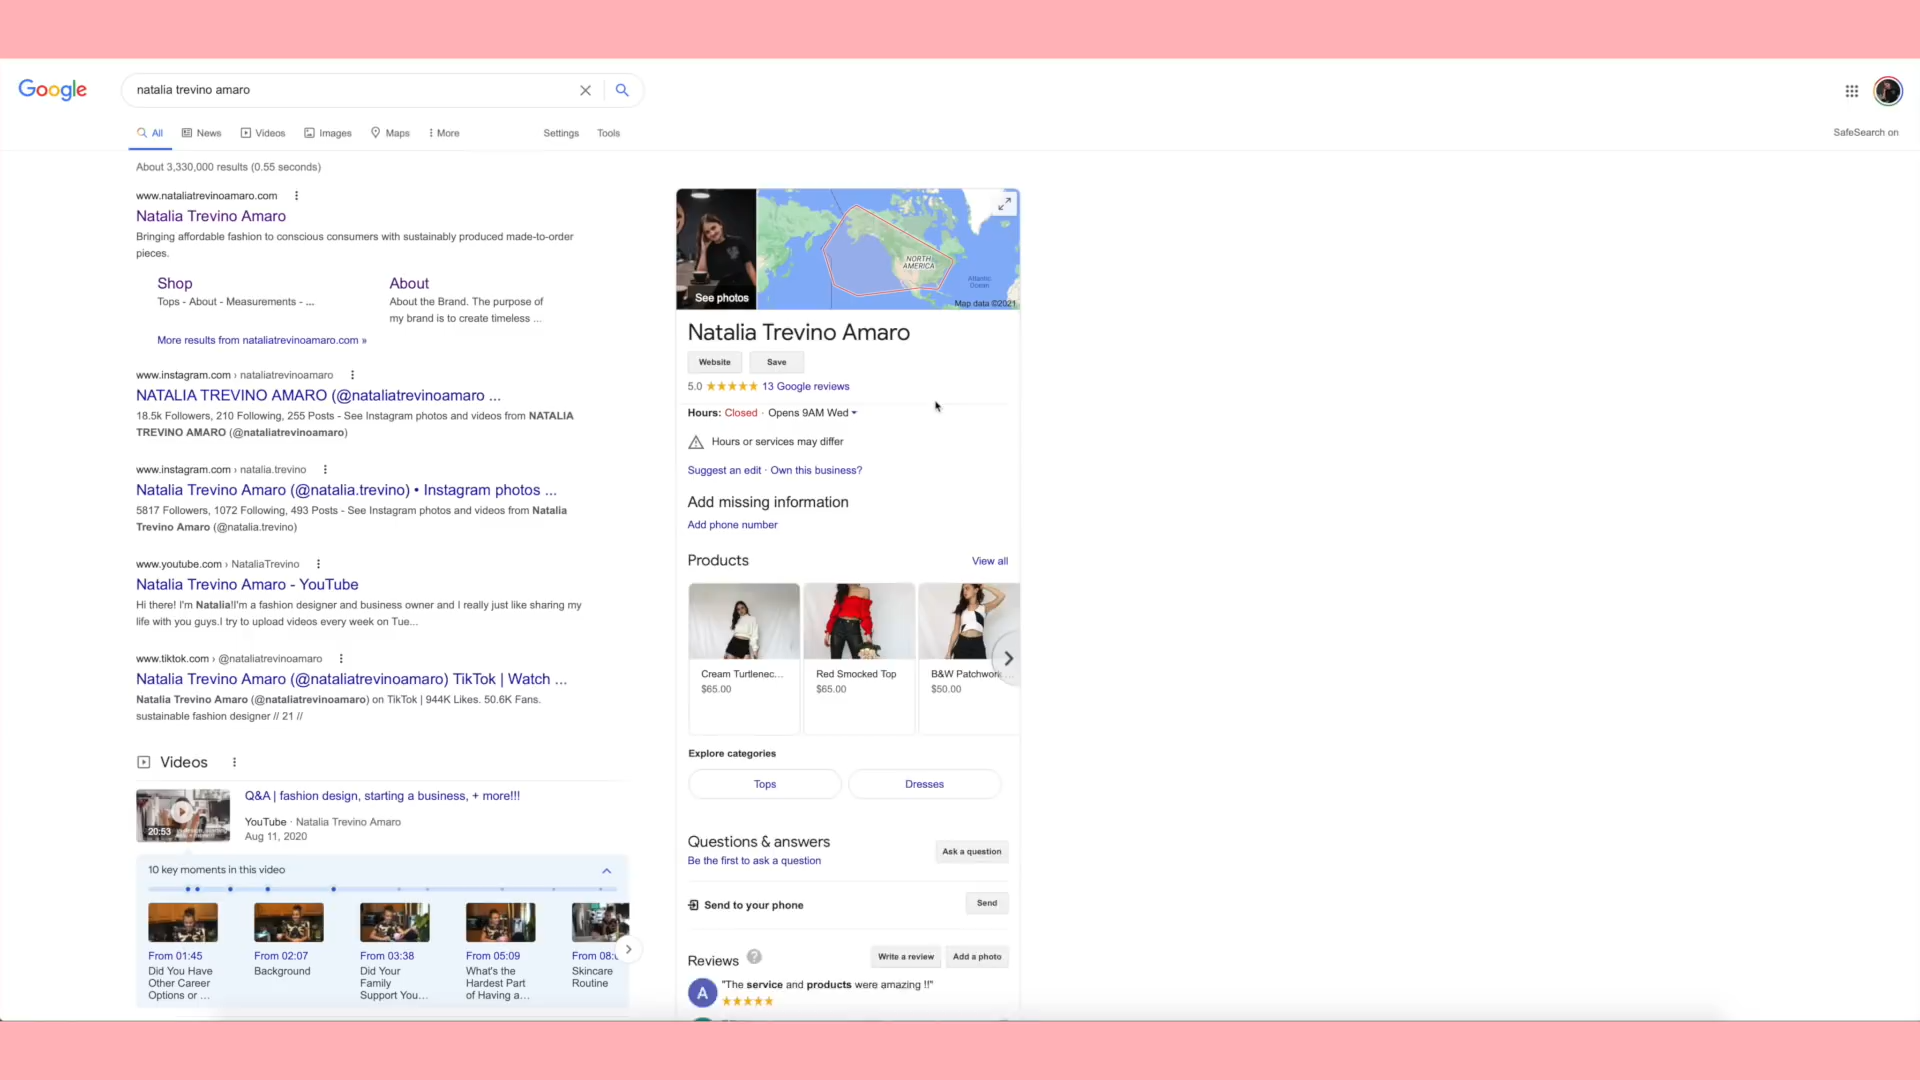 Google
natalia trevino amaro
All
News
Videos
Images
Maps
More
Settings
Tools
SafeSearch on
About 3,330,000 results (0.55 seconds)
www.nataliatrevinoamaro.com
Natalia Trevino Amaro
Bringing affordable fashion to conscious consumers with sustainably produced made-to-order
pieces.
Shop
Tops - About - Measurements - ...
About
About the Brand. The purpose of
my brand is to create timeless ...
More results from nataliatrevinoamaro.com »
www.instagram.com › nataliatrevinoamaro
NATALIA TREVINO AMARO (@nataliatrevinoamaro ...
18.5k Followers, 210 Following, 255 Posts - See Instagram photos and videos from NATALIA
TREVINO AMARO (@nataliatrevinoamaro)
www.instagram.com › natalia.trevino
Natalia Trevino Amaro (@natalia.trevino) • Instagram photos ...
5817 Followers, 1072 Following, 493 Posts - See Instagram photos and videos from Natalia
Trevino Amaro (@natalia.trevino)
www.youtube.com › NataliaTrevino
Natalia Trevino Amaro - YouTube
Hi there! I'm Natalia!I'm a fashion designer and business owner and I really just like sharing my
life with you guys.I try to upload videos every week on Tue...
www.tiktok.com › @nataliatrevinoamaro
Natalia Trevino Amaro (@nataliatrevinoamaro) TikTok | Watch ...
Natalia Trevino Amaro (@nataliatrevinoamaro) on TikTok | 944K Likes. 50.6K Fans.
sustainable fashion designer // 21 //
Videos
20:53
Q&A | fashion design, starting a business, + more!!!
YouTube · Natalia Trevino Amaro
Aug 11, 2020
10 key moments in this video
From 01:45
Did You Have
Other Career
Options or ...
From 02:07
Background
From 03:38
Did Your
Family
Support You...
From 05:09
What's the
Hardest Part
of Having a...
From 08:
Skincare
Routine
See photos
NORTH
AMERICA
Atlantic
Ocean
Map data ©2021
Natalia Trevino Amaro
Website
Save
5.0
13 Google reviews
Hours: Closed · Opens 9AM Wed
Hours or services may differ
Suggest an edit · Own this business?
Add missing information
Add phone number
Products
View all
Cream Turtlenec...
$65.00
Red Smocked Top
$65.00
B&W Patchwork ...
$50.00
Explore categories
Tops
Dresses
Questions & answers
Be the first to ask a question
Ask a question
Send to your phone
Send
Reviews
?
Write a review
Add a photo
A
"The service and products were amazing !!"